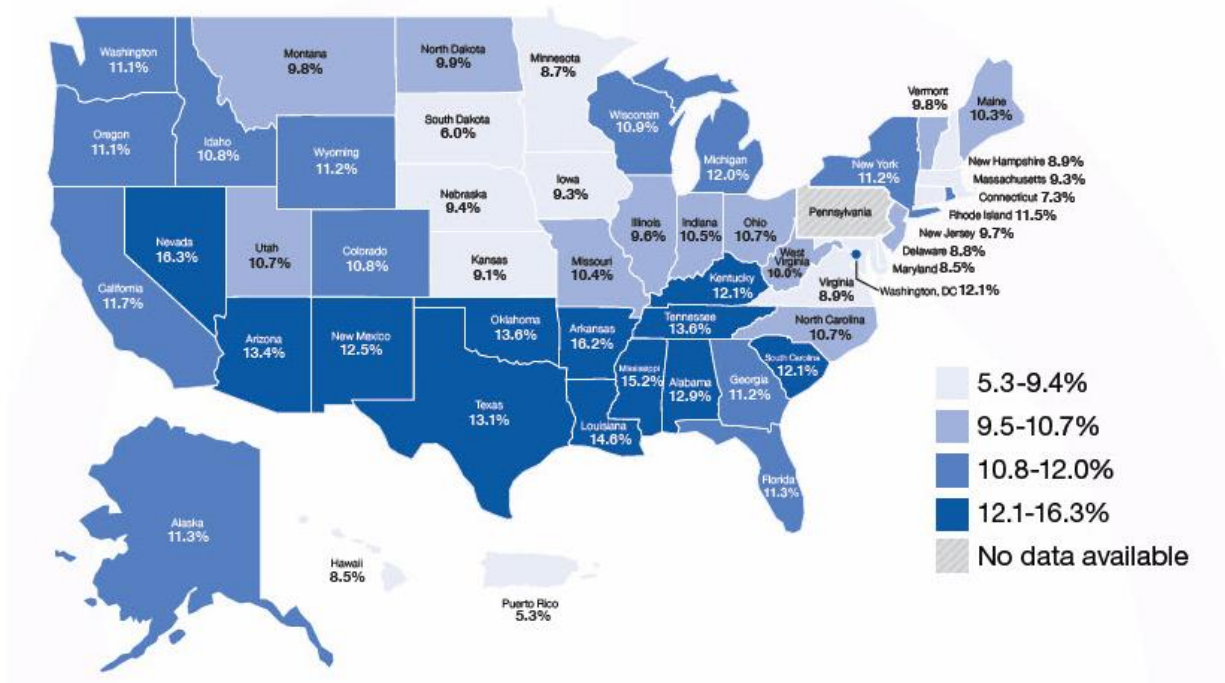 Washington
11.1%
Montana
9.8%
North Dakota
9.9%
Minnesota
8.7%
Vermont
9.8%
Maine
10.3%
Oregon
11.1%
Idaho
10.8%
Wyoming
11.2%
South Dakota
6.0%
Wisconsin
10.9%
Michigan
12.0%
New York
11.2%
New Hampshire 8.9%
Massachusetts 9.3%
Connecticut 7.3%
Rhode Island 11.5%
New Jersey 9.7%
Delaware 8.8%
Maryland 8.5%
Washington, DC 12.1%
Nebraska
9.4%
Iowa
9.3%
Pennsylvania
Nevada
16.3%
Utah
10.7%
Colorado
10.8%
Kansas
9.1%
Missouri
10.4%
Illinois
9.6%
Indiana
10.5%
Ohio
10.7%
West
Virginia
10.0%
Virginia
8.9%
Kentucky
12.1%
California
11.7%
Arizona
13.4%
New Mexico
12.5%
Oklahoma
13.6%
Arkansas
16.2%
Tennessee
13.6%
North Carolina
10.7%
South Carolina
12.1%
Mississippi
15.2%
Alabama
12.9%
Georgia
11.2%
Texas
13.1%
Louisiana
14.6%
Florida
11.3%
Alaska
11.3%
Hawaii
8.5%
Puerto Rico
5.3%
5.3-9.4%
9.5-10.7%
10.8-12.0%
12.1-16.3%
No data available